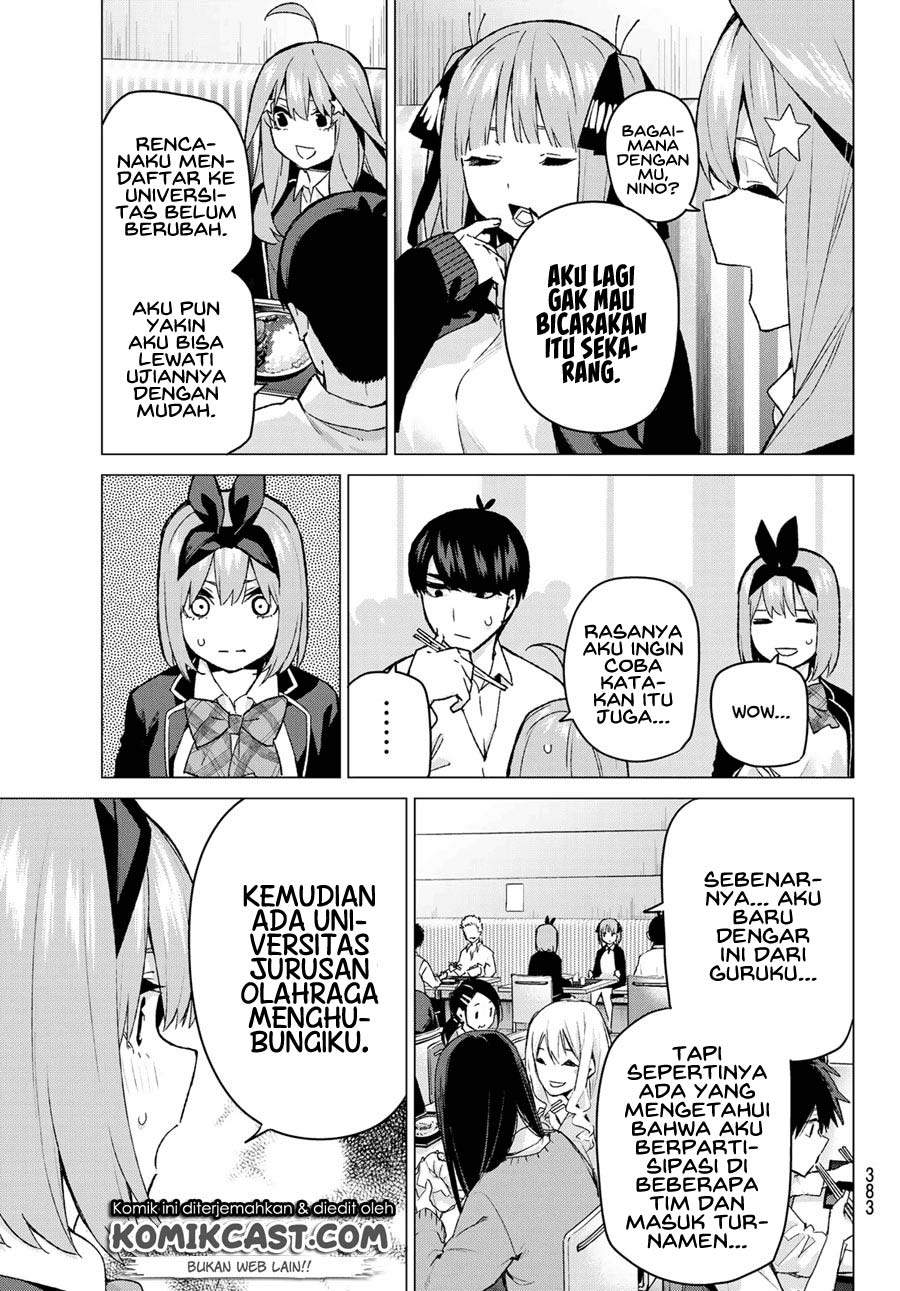 BAGAI-
MANA
DENGAN
MU,
NINO?
AKU LAGI
GAK MAU
BICARAKAN
ITU SEKA-
RANG.
RENCA-
NAKU MEN-
DAFTAR KE
UNIVERSI-
TAS BELUM
BERUBAH.
AKU PUN
YAKIN
AKU BISA
LEWATI
UJIANNYA
DENGAN
MUDAH.
WOW...
RASANYA
AKU INGIN
COBA
KATA-
KAN ITU
JUGA...
......
SEBENAR-
NYA... AKU
BARU
DENGAR
INI DARI
GURUKU...
TAPI
SEPERTINYA
ADA YANG
MENGETAHUI
BAHWA AKU
BERPARTI-
SIPASI DI
BEBERAPA
TIM DAN
MASUK TUR-
NAMEN...
KEMUDIAN
ADA UNI-
VERSITAS
JURUSAN
OLAHRAGA
MENGHU-
BUNGIKU.
383
Komik ini diterjemahkan & diedit oleh
KOMIKCAST.COM
BUKAN WEB LAIN!!